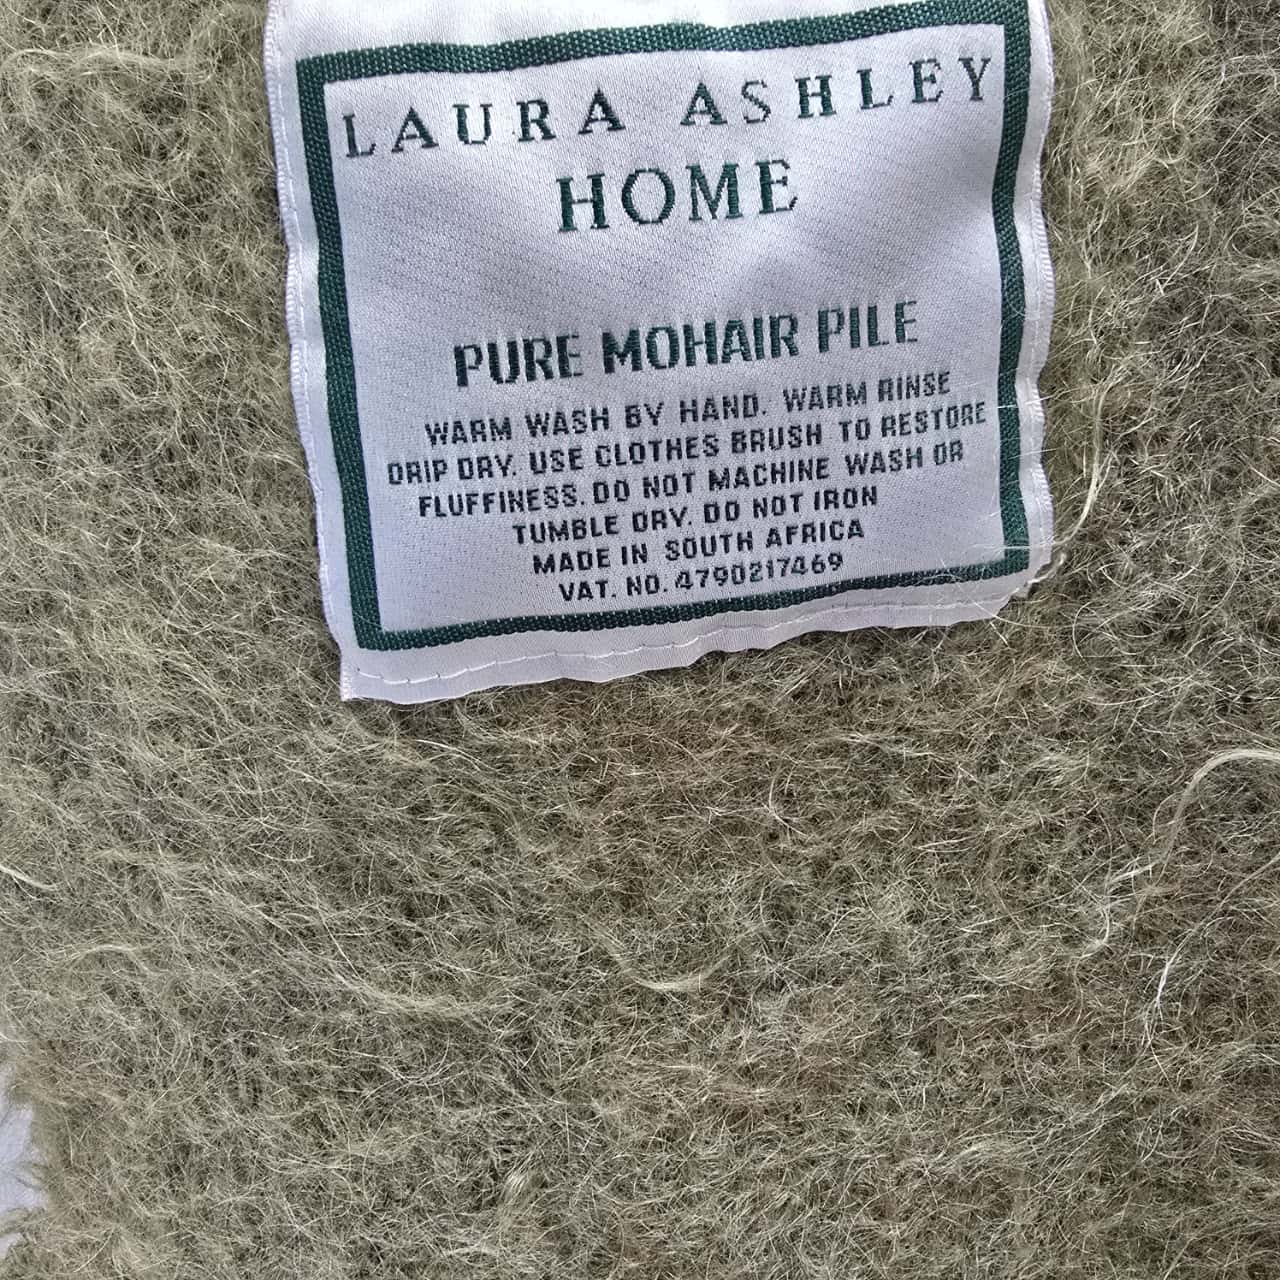 LAURA ASHLEY
HOME
PURE MOHAIR PILE
WARM WASH BY HAND. WARM RINSE
DRIP DRY. USE CLOTHES BRUSH TO RESTORE
FLUFFINESS. DO NOT MACHINE WASH OR
TUMBLE DRY. DO NOT IRON
MADE IN SOUTH AFRICA
VAT. NO. 4790217469